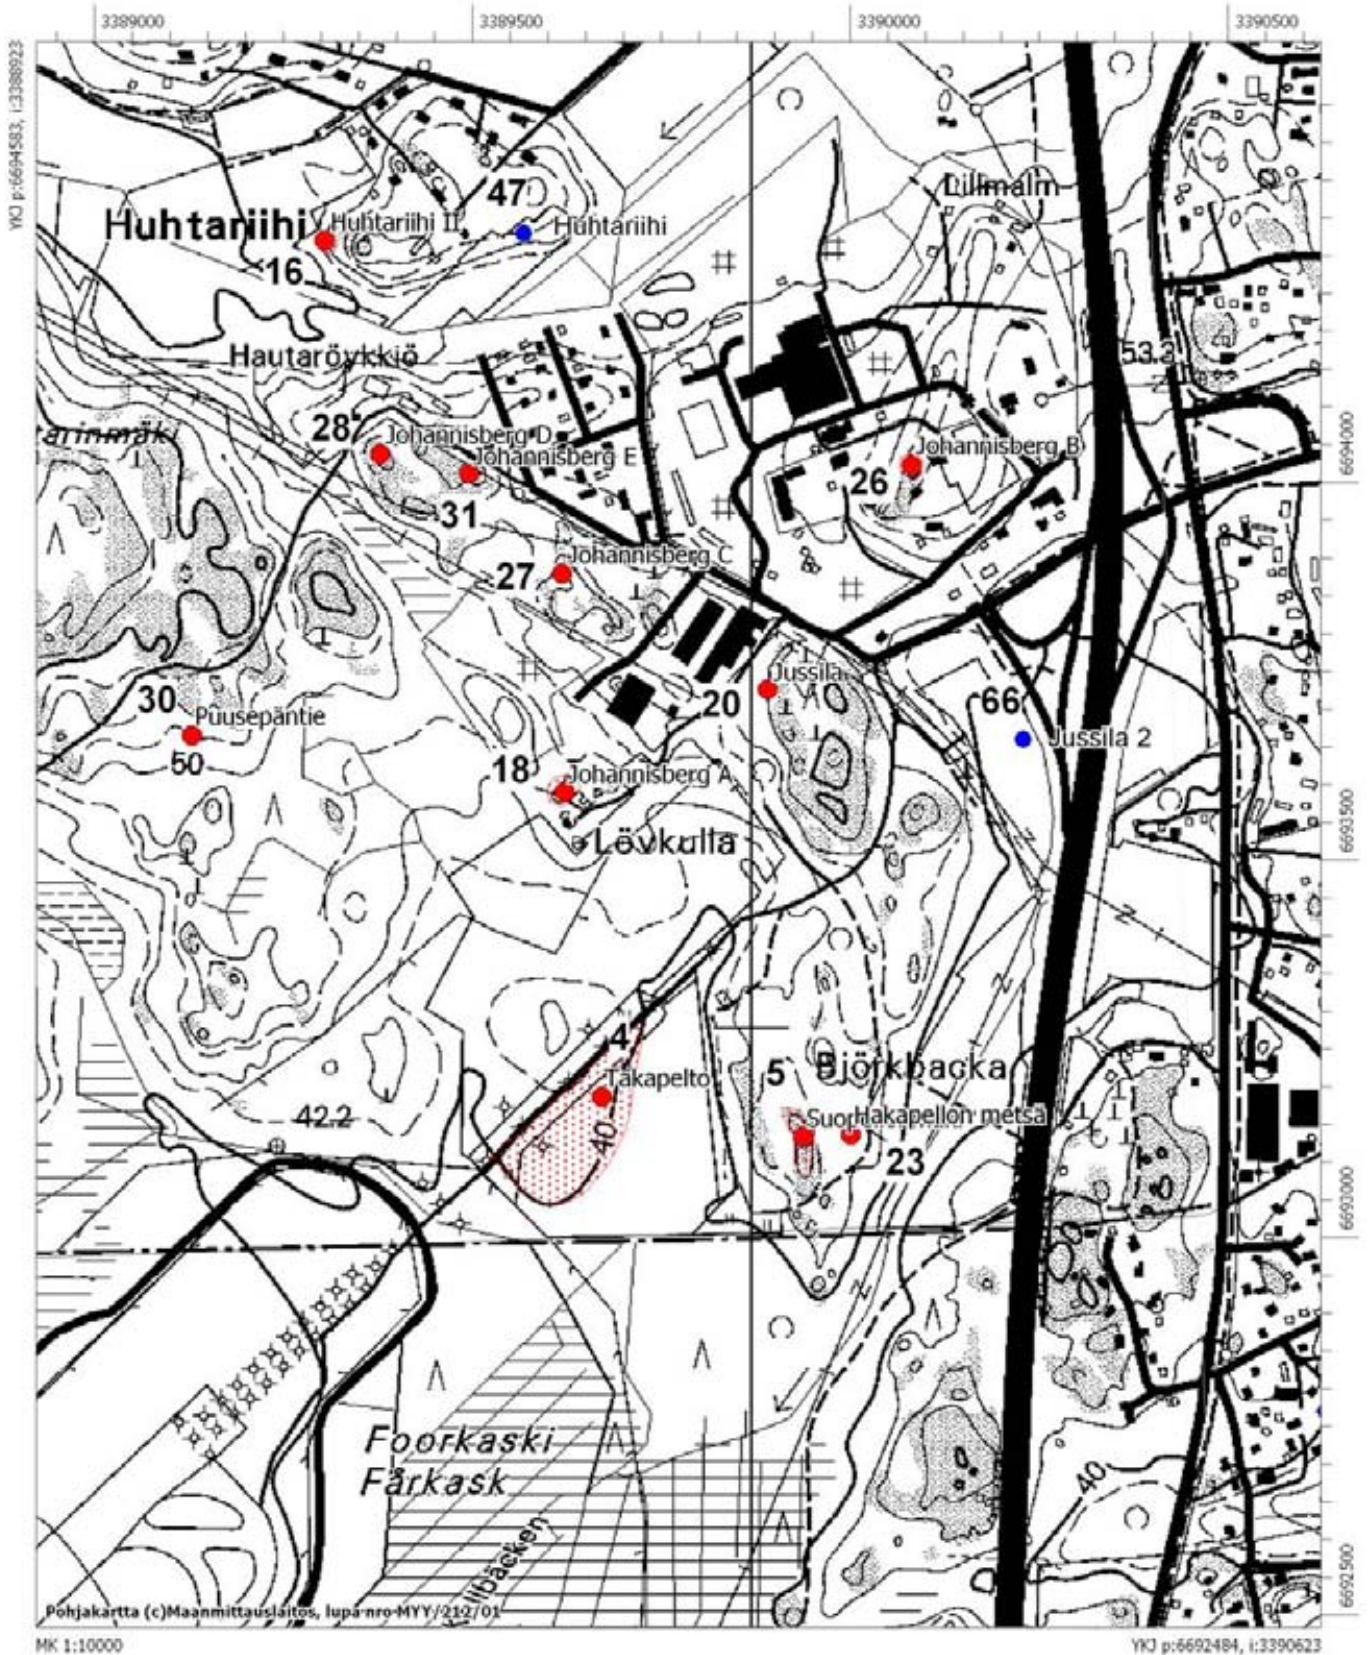 3389000
3389500
3390000
3390500
YKJ p:6694583, i:3388923
Lillmalm
47
Huhtariihi
Huhtariihi II
Huhtariihi
16
Hautaröykkiö
53.3
28
Johannisberg D
arinmäki
Johannisberg E
Johannisberg B
6694000
26
31
Johannisberg C
27
Jussila
30
20
66
Puusepäntie
Jussila 2
50
18
Johannisberg A
Lövkulla
6693500
4
5
Björkbacka
Takapelto
42.2
Hakapellon metsä
40
23
6693000
Foorkaski
Fårkask
40
6692500
Pohjakartta (c)Maanmittauslaitos, lupa nro MYY/212/01
MK 1:10000
YKJ p:6692484, i:3390623